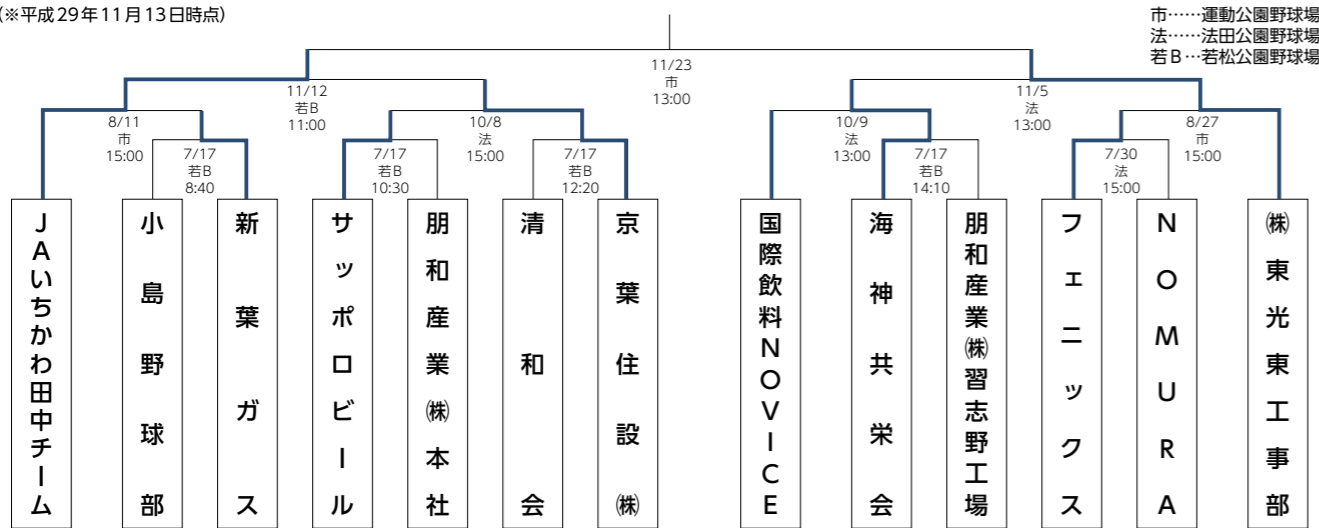 (※平成29年11月13日時点)
市……運動公園野球場
法……法田公園野球場
若B…若松公園野球場
11/23
市
13:00
11/12
若B
11:00
11/5
法
13:00
8/11
市
15:00
10/8
法
15:00
10/9
法
13:00
8/27
市
15:00
7/17
若B
8:40
7/17
若B
10:30
7/17
若B
12:20
7/17
若B
14:10
7/30
法
15:00
JAいちかわ田中チーム
小島野球部
新葉ガス
サッポロビール
朋和産業㈱本社
清和会
京葉住設㈱
国際飲料NOVICE
海神共栄会
朋和産業㈱習志野工場
フェニックス
NOMURA
㈱東光東工事部